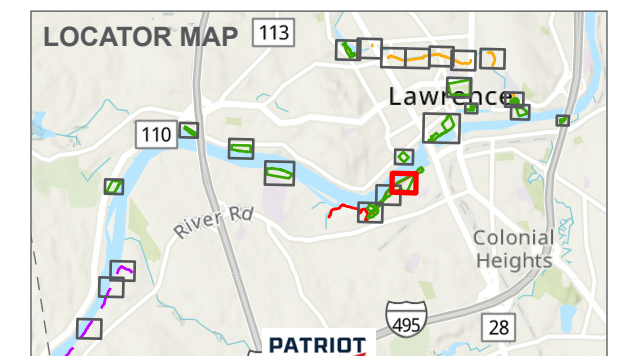 LOCATOR MAP
113
Lawrence
110
River Rd
Colonial
Heights
495
28
PATRIOT